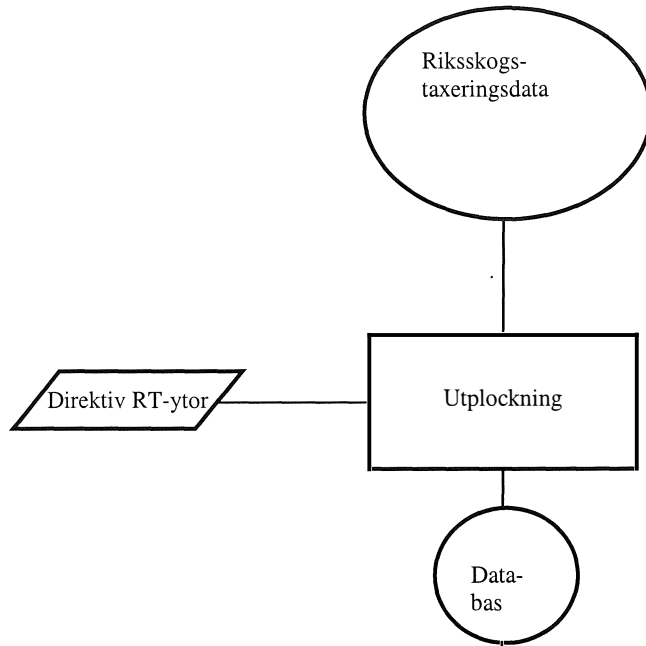 Riksskogs-
taxeringsdata
Direktiv RT-ytor
Utplockning
Data-
bas